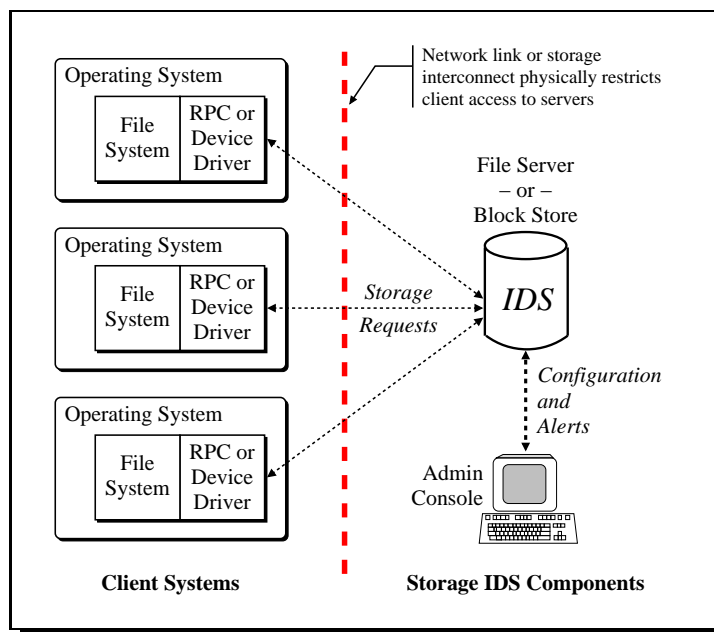 Operating System
File
System
RPC or
Device
Driver
Operating System
File
System
RPC or
Device
Driver
Operating System
File
System
RPC or
Device
Driver
Client Systems
Network link or storage
interconnect physically restricts
client access to servers
File Server
– or –
Block Store
IDS
Storage
Requests
Configuration
and
Alerts
Admin
Console
Storage IDS Components